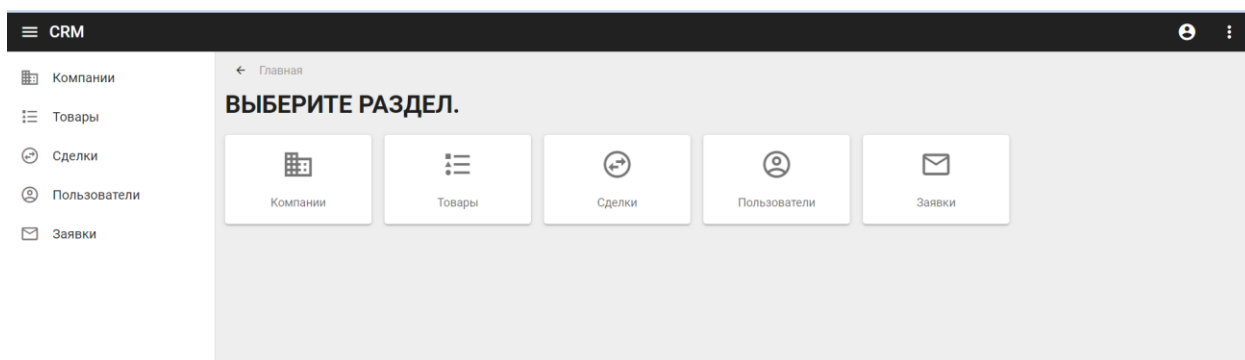 CRM
Компании
Товары
Сделки
Пользователи
Заявки
Главная
ВЫБЕРИТЕ РАЗДЕЛ.
Компании
Товары
Сделки
Пользователи
Заявки